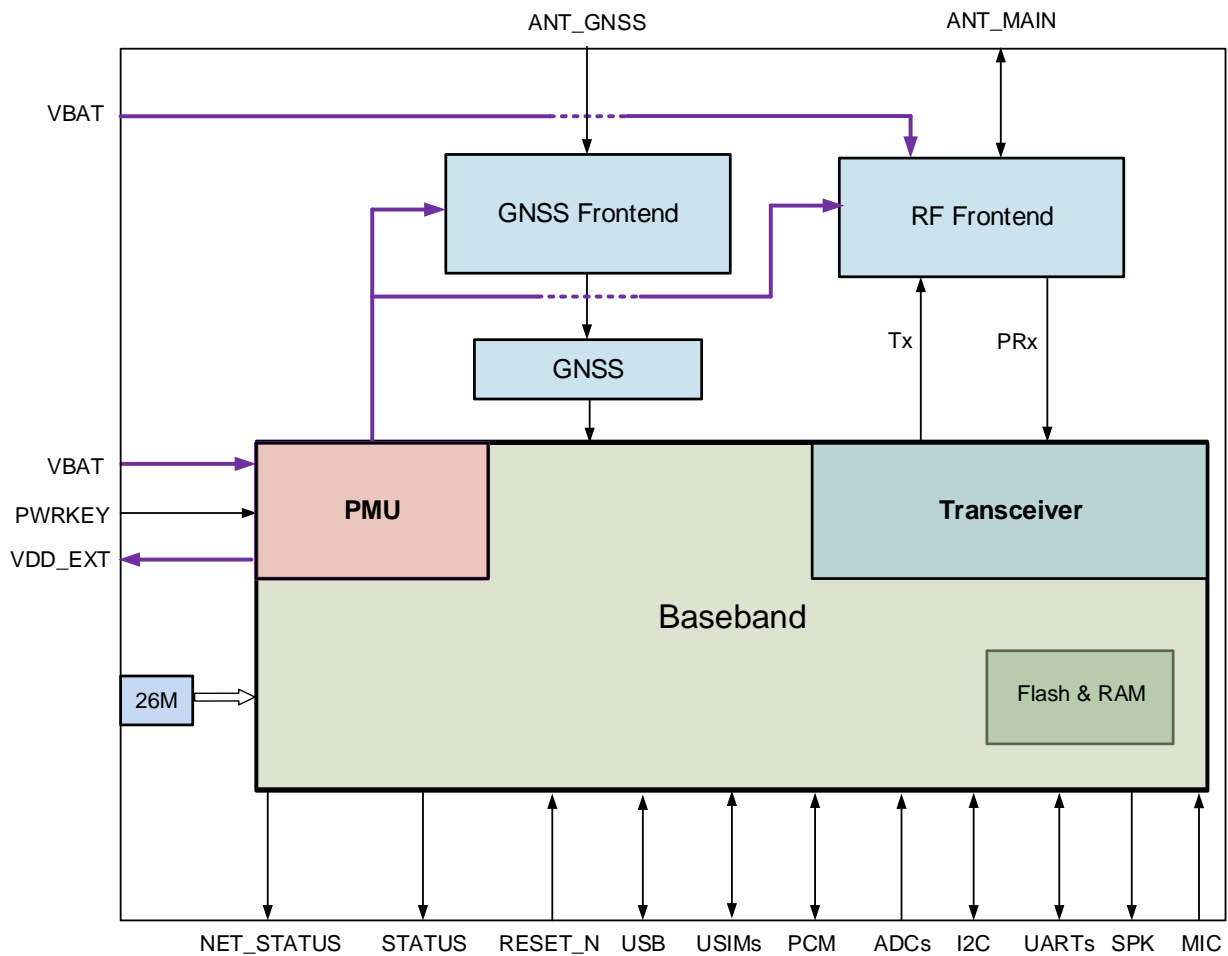 ANT_GNSS
ANT_MAIN
VBAT
GNSS Frontend
RF Frontend
Tx
PRx
GNSS
VBAT
PWRKEY
VDD_EXT
PMU
Transceiver
Baseband
26M
Flash & RAM
NET_STATUS
STATUS
RESET_N
USB
USIMs
PCM
ADCs
I2C
UARTs
SPK
MIC